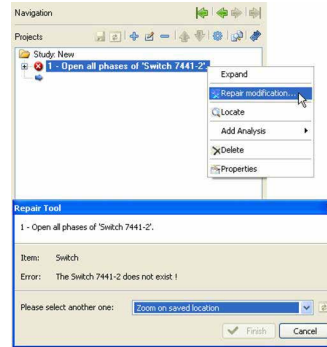 Navigation
Projects
Study: New
1 - Open all phases of 'Switch 7441-2'.
Expand
Repair modification...
Locate
Add Analysis
Delete
Properties
Repair Tool
1 - Open all phases of 'Switch 7441-2'.
Item: Switch
Error: The Switch 7441-2 does not exist !
Please select another one: Zoom on saved location
Finish Cancel